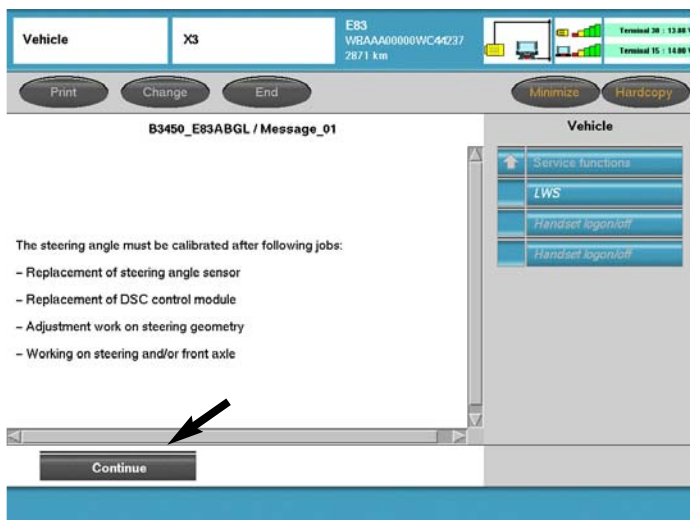 Vehicle
X3
E83
WBAAA00000WC44237
2871 km
Terminal 30 : 13.80 V
Terminal 15 : 14.00 V
Print
Change
End
Minimize
Hardcopy
B3450_E83ABGL / Message_01
Vehicle
Service functions
LWS
Handset logon/off
Handset logon/off
The steering angle must be calibrated after following jobs:
– Replacement of steering angle sensor
– Replacement of DSC control module
– Adjustment work on steering geometry
– Working on steering and/or front axle
Continue